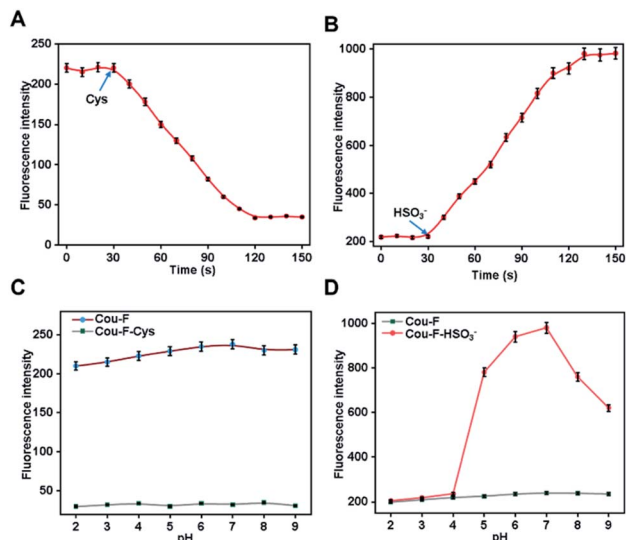 A
250
200
150
100
50
0
Fluorescence intensity
Cys
0 30 60 90 120 150
Time (s)
B
1000
800
600
400
200
Fluorescence intensity
HSO₃⁻
0 30 60 90 120 150
Time (s)
C
Cou-F
Cou-F-Cys
250
200
150
100
50
Fluorescence intensity
2 3 4 5 6 7 8 9
pH
D
Cou-F
Cou-F-HSO₃⁻
1000
800
600
400
200
Fluorescence intensity
2 3 4 5 6 7 8 9
pH